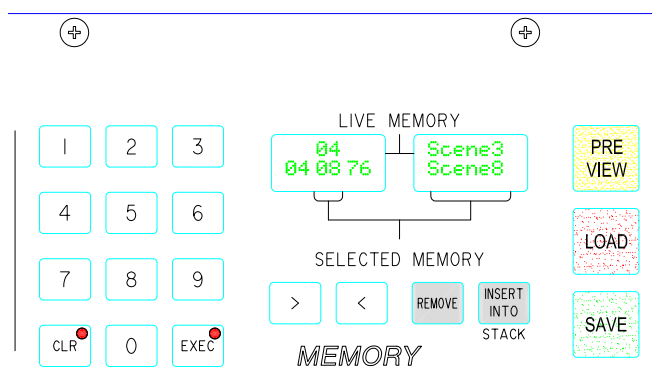 LIVE MEMORY
04
04 08 76
Scene3
Scene8
SELECTED MEMORY
1 2 3
4 5 6
7 8 9
CLR 0 EXEC
> <
REMOVE
INSERT
INTO
STACK
MEMORY
PRE
VIEW
LOAD
SAVE